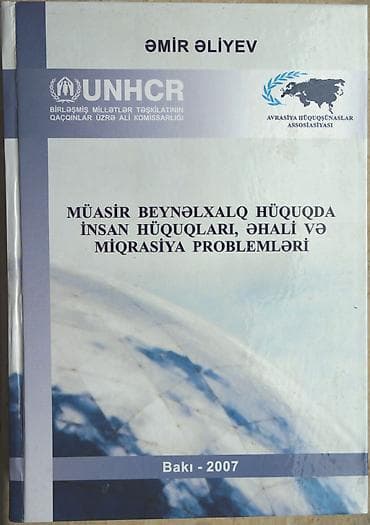 ƏMİR ƏLİYEV
UNHCR
BİRLƏŞMİŞ MİLLƏTLƏR TƏŞKİLATININ
QAÇQINLAR ÜZRƏ ALİ KOMİSSARLIĞI
AVRASİYA HÜQUQŞÜNASLAR
ASSOSİASİYASI
MÜASİR BEYNƏLXALQ HÜQUQDA
İNSAN HÜQUQLARI, ƏHALİ VƏ
MİQRASİYA PROBLEMLƏRİ
Bakı - 2007